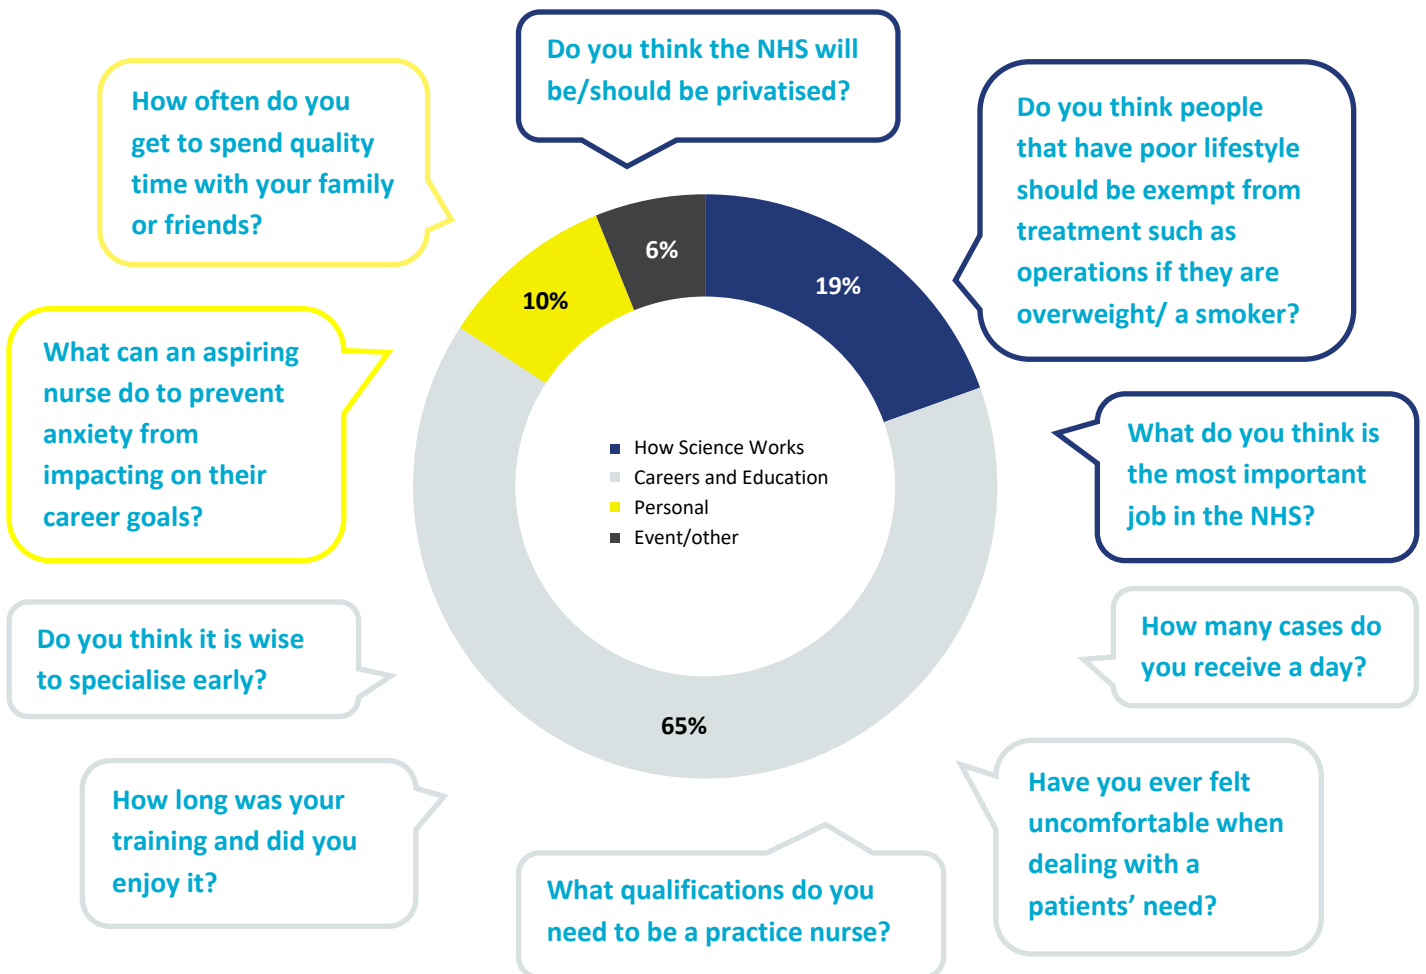 Do you think the NHS will
be/should be privatised?
How often do you
get to spend quality
time with your family
or friends?
Do you think people
that have poor lifestyle
should be exempt from
treatment such as
operations if they are
overweight/ a smoker?
6%
19%
10%
What can an aspiring
nurse do to prevent
anxiety from
impacting on their
career goals?
How Science Works
Careers and Education
Personal
Event/other
What do you think is
the most important
job in the NHS?
Do you think it is wise
to specialise early?
How many cases do
you receive a day?
65%
How long was your
training and did you
enjoy it?
What qualifications do you
need to be a practice nurse?
Have you ever felt
uncomfortable when
dealing with a
patients’ need?